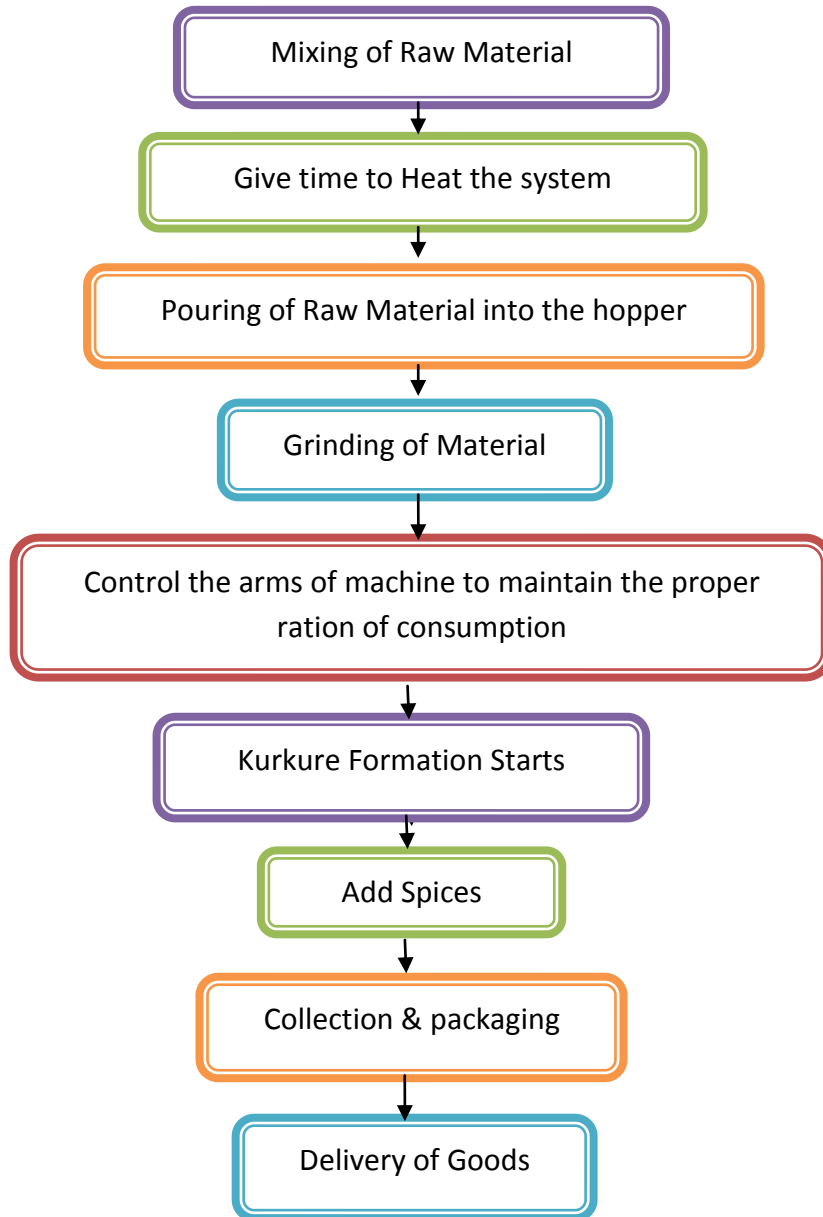 Mixing of Raw Material
Give time to Heat the system
Pouring of Raw Material into the hopper
Grinding of Material
Control the arms of machine to maintain the proper
ration of consumption
Kurkure Formation Starts
Add Spices
Collection & packaging
Delivery of Goods